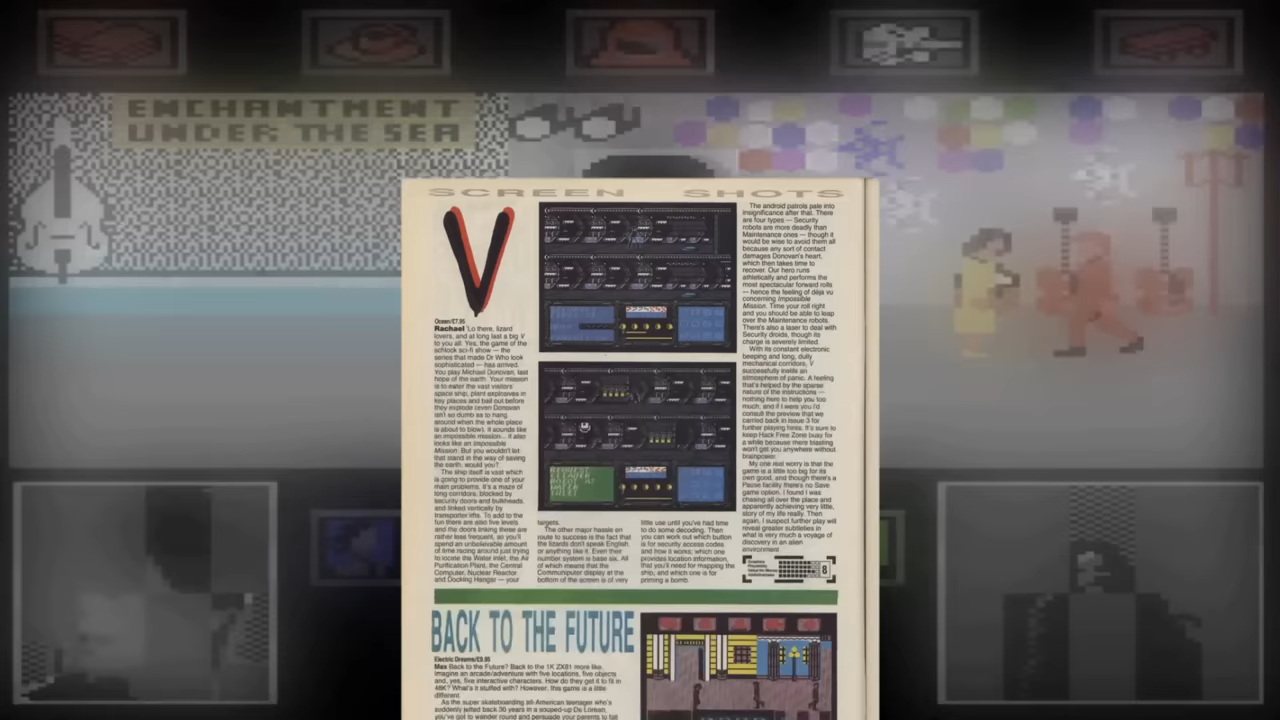 ENCHANTMENT
UNDER THE SEA
SCREEN SHOTS
V
Ocean/£7.95
Rachael 'Lo there, lizard
lovers, and at long last a big V
to you all. Yes, the game of the
schlock sci-fi show — the
series that made Dr Who look
sophisticated — has arrived.
You play Michael Donovan, last
hope of the earth. Your mission
is to enter the vast visitors
space ship, plant explosives in
key places and bail out before
they explode (even Donovan
isn't so dumb as to hang
around when the whole place
is about to blow). It sounds like
an impossible mission... it also
looks like an Impossible
Mission. But you wouldn't let
that stand in the way of saving
the earth, would you?
The ship itself is vast which
is going to provide one of your
main problems. It's a maze of
long corridors, blocked by
security doors and bulkheads,
and linked vertically by
transporter lifts. To add to the
fun there are also five levels
and the doors linking these are
rather less frequent, so you'll
spend an unbelievable amount
of time racing around just trying
to locate the Water Inlet, the Air
Purification Plant, the Central
Computer, Nuclear Reactor
and Docking Hangar — your
targets.
The other major hassle en
route to success is the fact that
the lizards don't speak English
or anything like it. Even their
number system is base six. All
of which means that the
Commputer display at the
bottom of the screen is of very
little use until you've had time
to do some decoding. Then
you can work out which button
is for security access codes
and how it works; which one
provides location information,
that you'll need for mapping the
ship, and which one is for
priming a bomb.
The android patrols pale into
insignificance after that. There
are four types — Security
robots are more deadly than
Maintenance ones — though it
would be wise to avoid them all
because any sort of contact
damages Donovan's heart,
which then takes time to
recover. Our hero runs
athletically and performs the
most spectacular forward rolls
— hence the feeling of déja vu
concerning Impossible
Mission. Time your roll right
and you should be able to leap
over the Maintenance robots.
There's also a laser to deal with
Security droids, though its
charge is severely limited.
With its constant electronic
beeping and long, dully
mechanical corridors, V
successfully instils an
atmosphere of panic. A feeling
that's helped by the sparse
nature of the instructions —
nothing here to help you too
much; and if I were you I'd
consult the preview that we
carried back in issue 3 for
further playing hints. It's sure to
keep Hack Free Zone busy for
a while because mere blasting
won't get you anywhere without
brainpower.
My one real worry is that the
game is a little too big for its
own good, and though there's a
Pause facility there's no Save
game option. I found I was
chasing all over the place and
apparently achieving very little,
story of my life really. Then
again, I suspect further play will
reveal greater subtleties in
what is very much a voyage of
discovery in an alien
environment.
8
BACK TO THE FUTURE
Electric Dreams/£9.95
Max Back to the Future? Back to the 1K ZX81 more like.
Imagine an arcade/adventure with five locations, five objects
and, yes, five interactive characters. How do they get it to fit in
48K? What's it stuffed with? However, this game is a little
different.
As the super skateboarding all-American teenager who's
suddenly jetted back 30 years in a souped-up De Lorean,
you've got to wander round and persuade your parents to fall